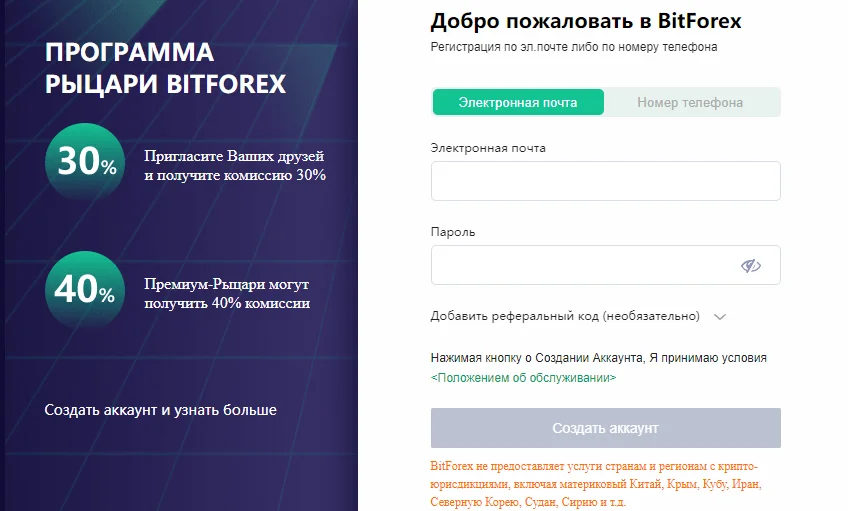 ПРОГРАММА
РЫЦАРИ BITFOREX
30%
Пригласите Ваших друзей
и получите комиссию 30%
40%
Премиум-Рыцари могут
получить 40% комиссии
Создать аккаунт и узнать больше
Добро пожаловать в BitForex
Регистрация по эл.почте либо по номеру телефона
Электронная почта
Номер телефона
Электронная почта
Пароль
Добавить реферальный код (необязательно)
Нажимая кнопку о Создании Аккаунта, Я принимаю условия
<Положением об обслуживании>
Создать аккаунт
BitForex не предоставляет услуги странам и регионам с крипто-
юрисдикциями, включая материковый Китай, Крым, Кубу, Иран,
Северную Корею, Судан, Сирию и т.д.